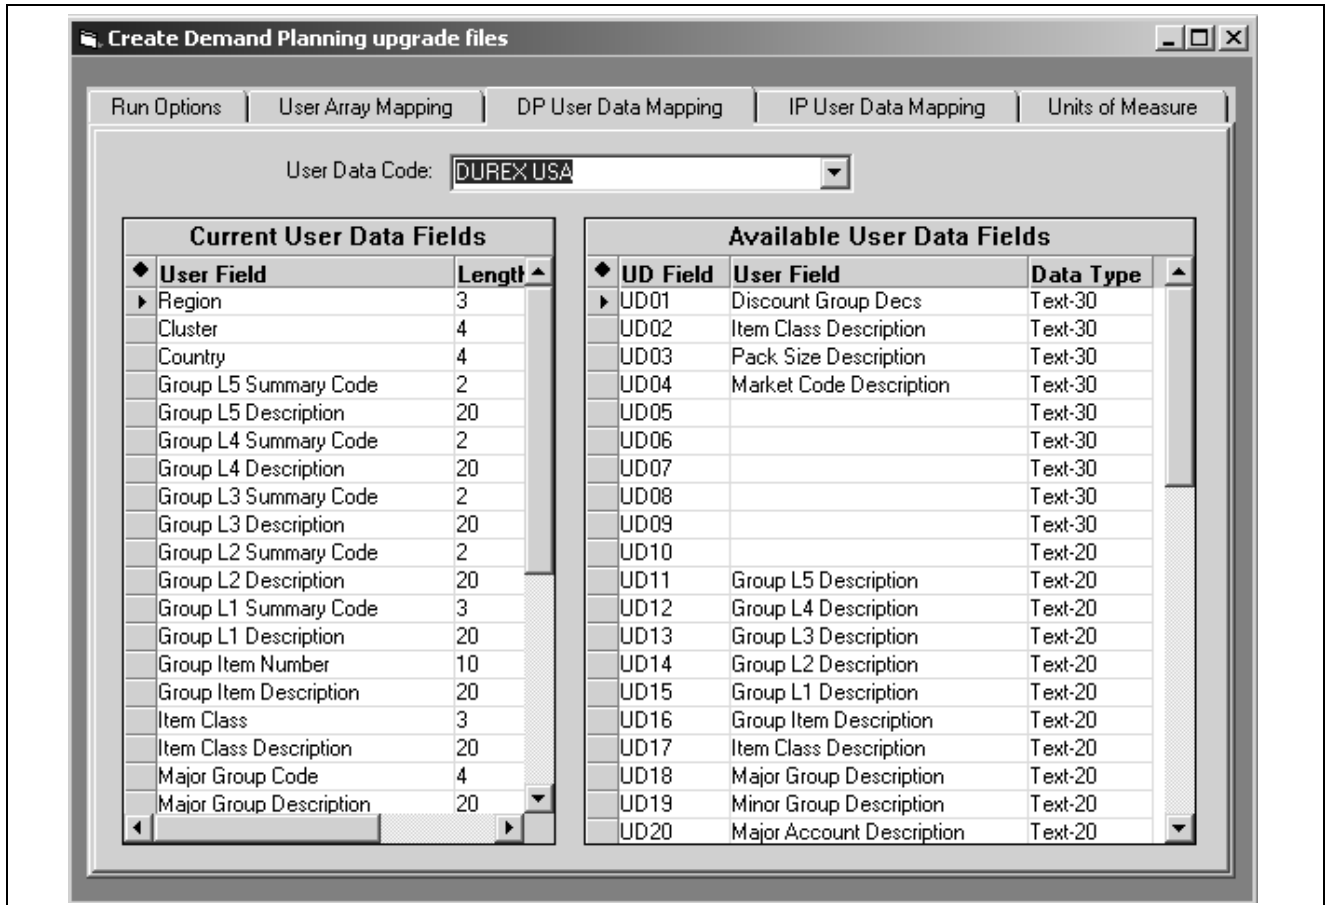 Create Demand Planning upgrade files
Run Options User Array Mapping DP User Data Mapping IP User Data Mapping Units of Measure
User Data Code: DUREX USA
Current User Data Fields Available User Data Fields
User Field Length UD Field User Field Data Type
Region 3 UD01 Discount Group Decs Text-30
Cluster 4 UD02 Item Class Description Text-30
Country 4 UD03 Pack Size Description Text-30
Group L5 Summary Code 2 UD04 Market Code Description Text-30
Group L5 Description 20 UD05 Text-30
Group L4 Summary Code 2 UD06 Text-30
Group L4 Description 20 UD07 Text-30
Group L3 Summary Code 2 UD08 Text-30
Group L3 Description 20 UD09 Text-30
Group L2 Summary Code 2 UD10 Text-20
Group L2 Description 20 UD11 Group L5 Description Text-20
Group L1 Summary Code 3 UD12 Group L4 Description Text-20
Group L1 Description 20 UD13 Group L3 Description Text-20
Group Item Number 10 UD14 Group L2 Description Text-20
Group Item Description 20 UD15 Group L1 Description Text-20
Item Class 3 UD16 Group Item Description Text-20
Item Class Description 20 UD17 Item Class Description Text-20
Major Group Code 4 UD18 Major Group Description Text-20
Major Group Description 20 UD19 Minor Group Description Text-20
UD20 Major Account Description Text-20